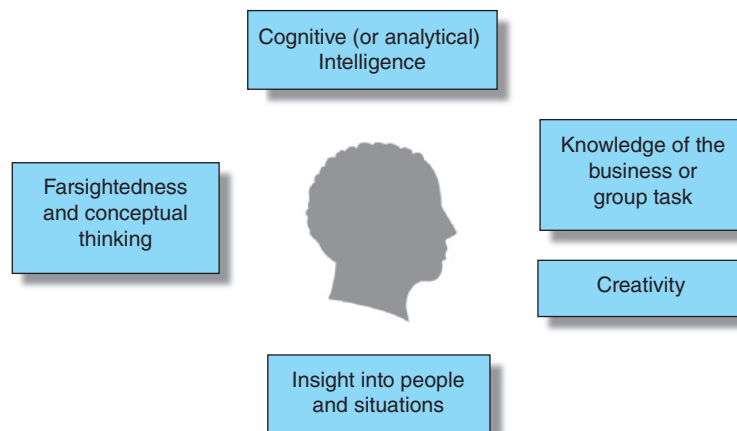 Cognitive (or analytical)
Intelligence
Knowledge of the
business or
group task
Farsightedness
and conceptual
thinking
Creativity
Insight into people
and situations